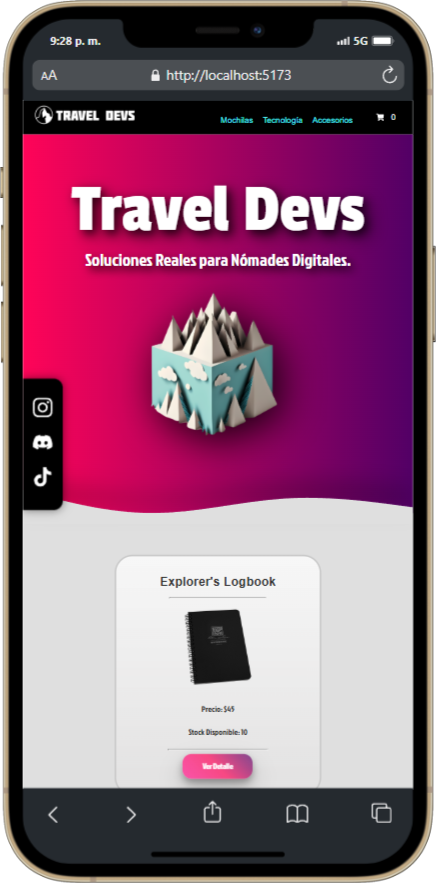 9:28 p. m.
5G
AA
http://localhost:5173
TRAVEL DEVS
Mochilas Tecnología Accesorios 0
Travel Devs
Soluciones Reales para Nómades Digitales.
Explorer's Logbook
Precio: $49
Stock Disponible: 10
Ver Detalle